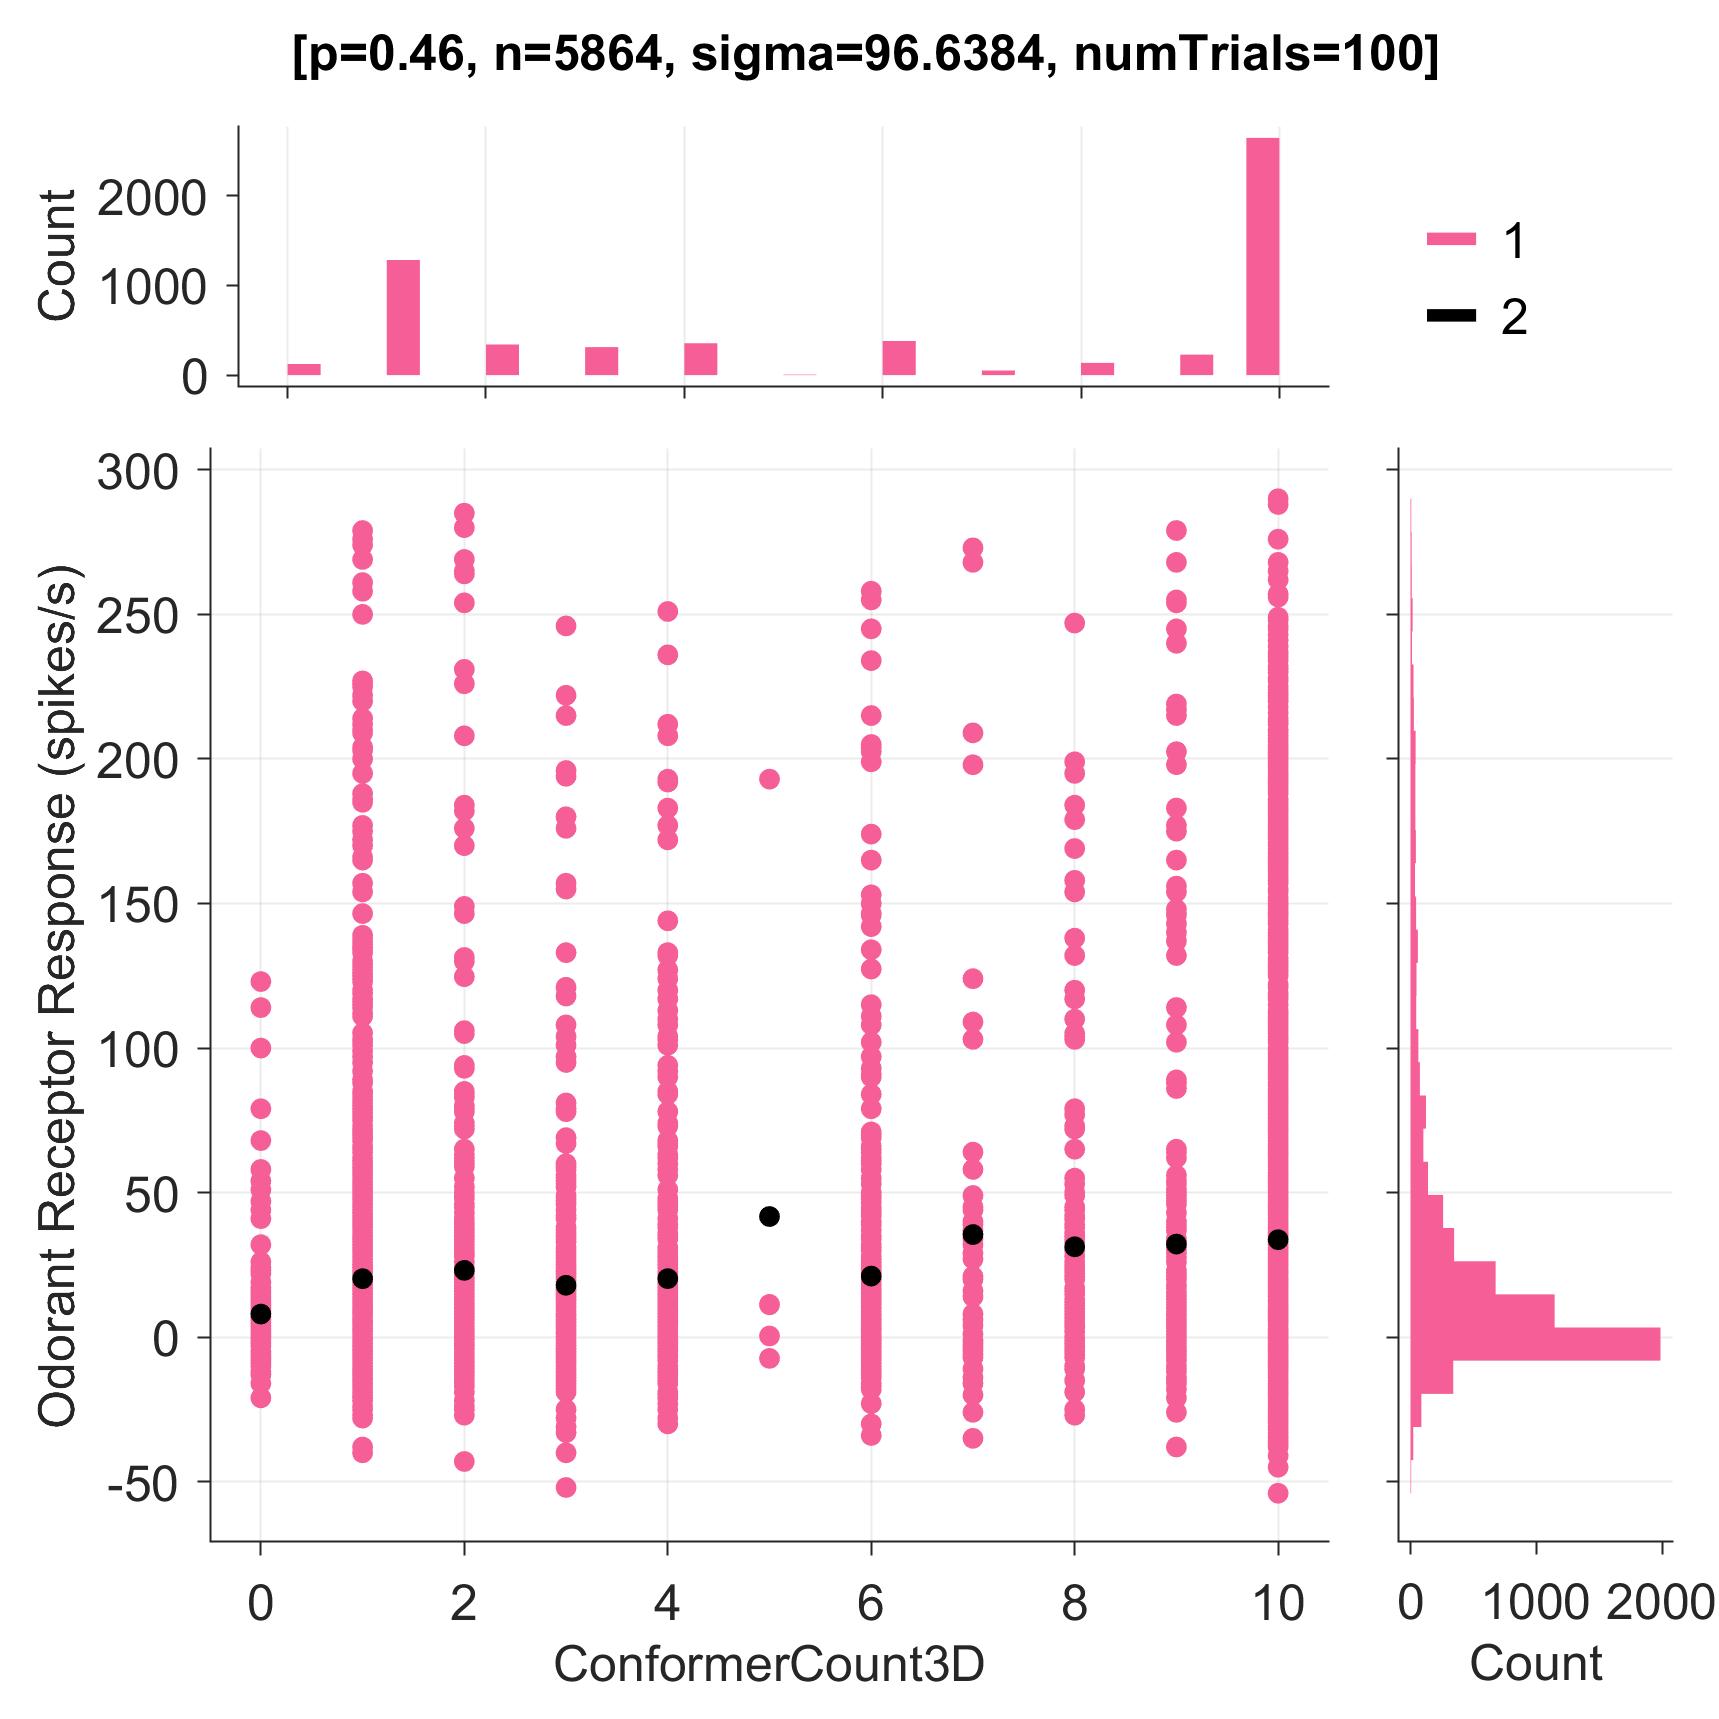 [p=0.46, n=5864, sigma=96.6384, numTrials=100]
Count
2000
1000
0
1
2
Odorant Receptor Response (spikes/s)
300
250
200
150
100
50
0
-50
0 2 4 6 8 10
ConformerCount3D
0 1000 2000
Count